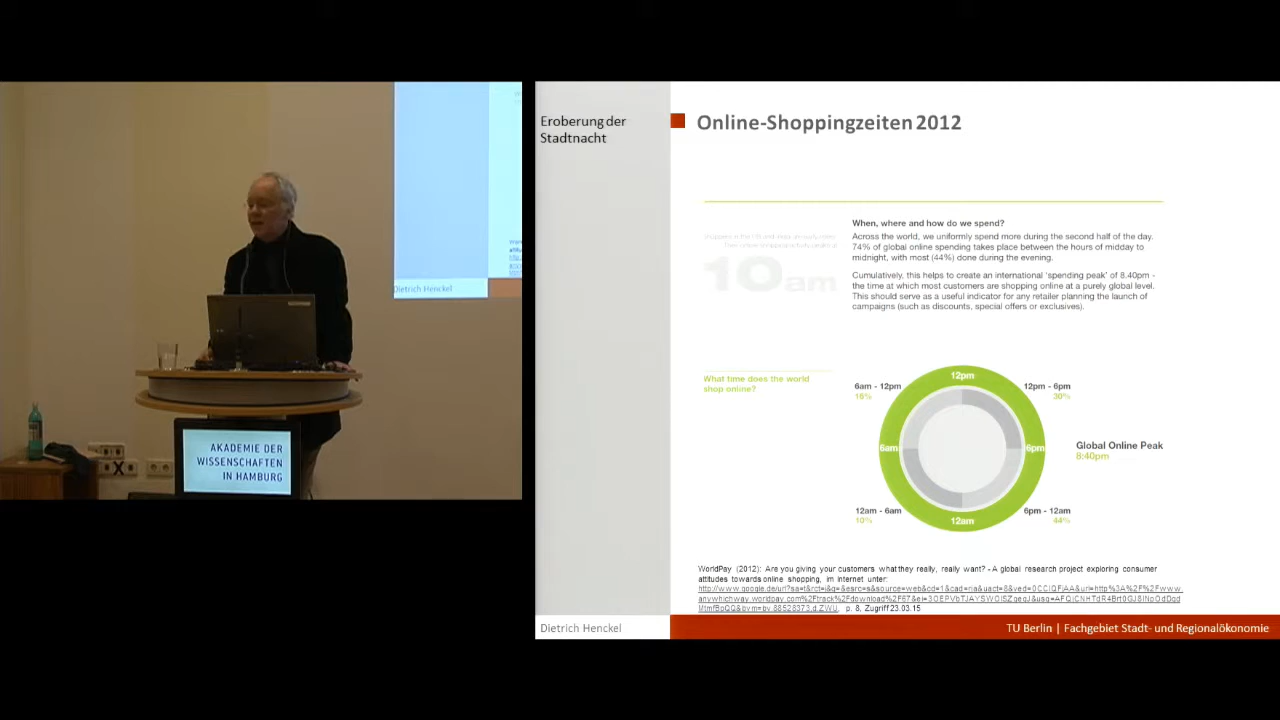 Dietrich Henckel
AKADEMIE DER
WISSENSCHAFTEN
IN HAMBURG
Eroberung der
Stadtnacht
Online-Shoppingzeiten 2012
10am
When, where and how do we spend?
Across the world, we uniformly spend more during the second half of the day.
74% of global online spending takes place between the hours of midday to
midnight, with most (44%) done during the evening.
Cumulatively, this helps to create an international 'spending peak' of 8.40pm -
the time at which most customers are shopping online at a purely global level.
This should serve as a useful indicator for any retailer planning the launch of
campaigns (such as discounts, special offers or exclusives).
What time does the world
shop online?
12pm
6am - 12pm
16%
12pm - 6pm
30%
6am
6pm
Global Online Peak
8:40pm
12am - 6am
10%
6pm - 12am
44%
12am
WorldPay (2012): Are you giving your customers what they really, really want? - A global research project exploring consumer
attitudes towards online shopping, im internet unter:
p. 8, Zugriff 23.03.15
Dietrich Henckel
TU Berlin | Fachgebiet Stadt- und Regionalökonomie